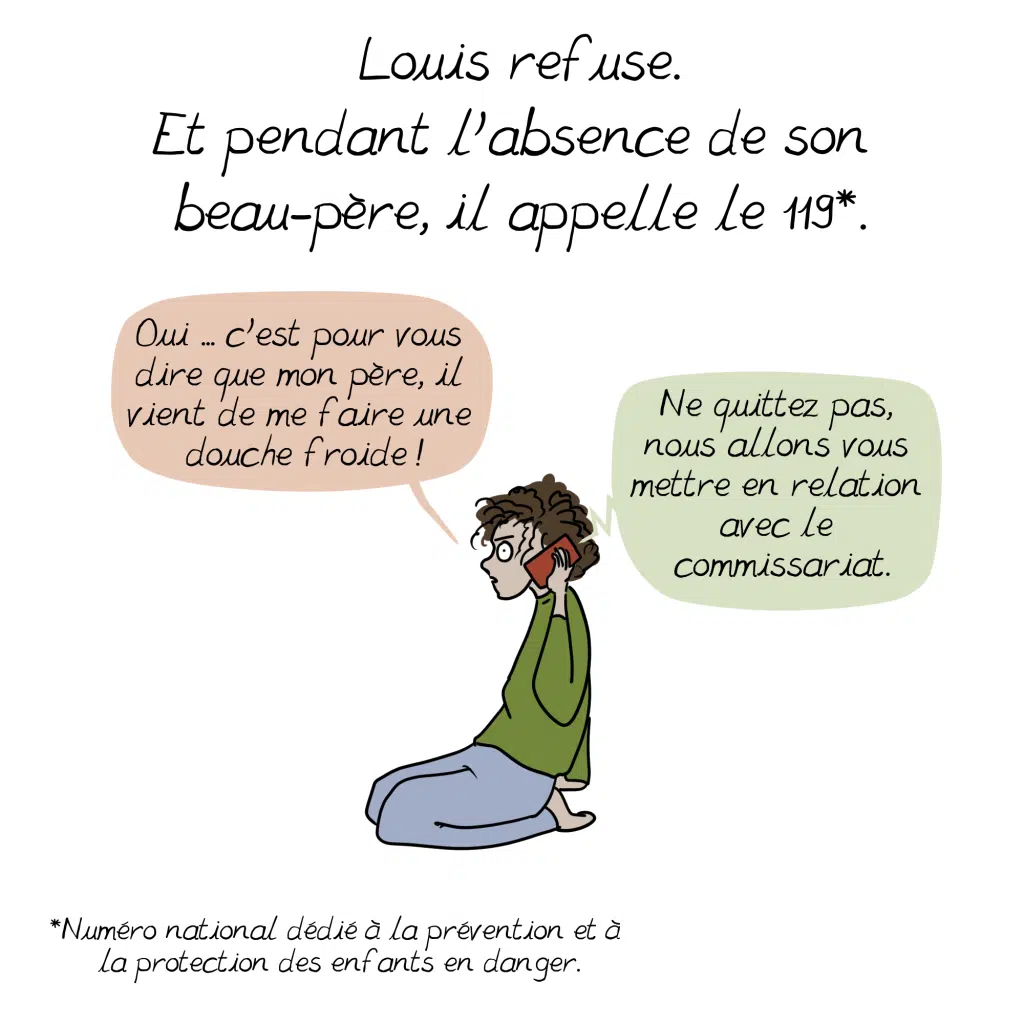 Louis refuse.
Et pendant l'absence de son
beau-père, il appelle le 119*.
Oui ... c'est pour vous
dire que mon père, il
vient de me faire une
douche froide !
Ne quittez pas,
nous allons vous
mettre en relation
avec le
commissariat.
*Numéro national dédié à la prévention et à
la protection des enfants en danger.